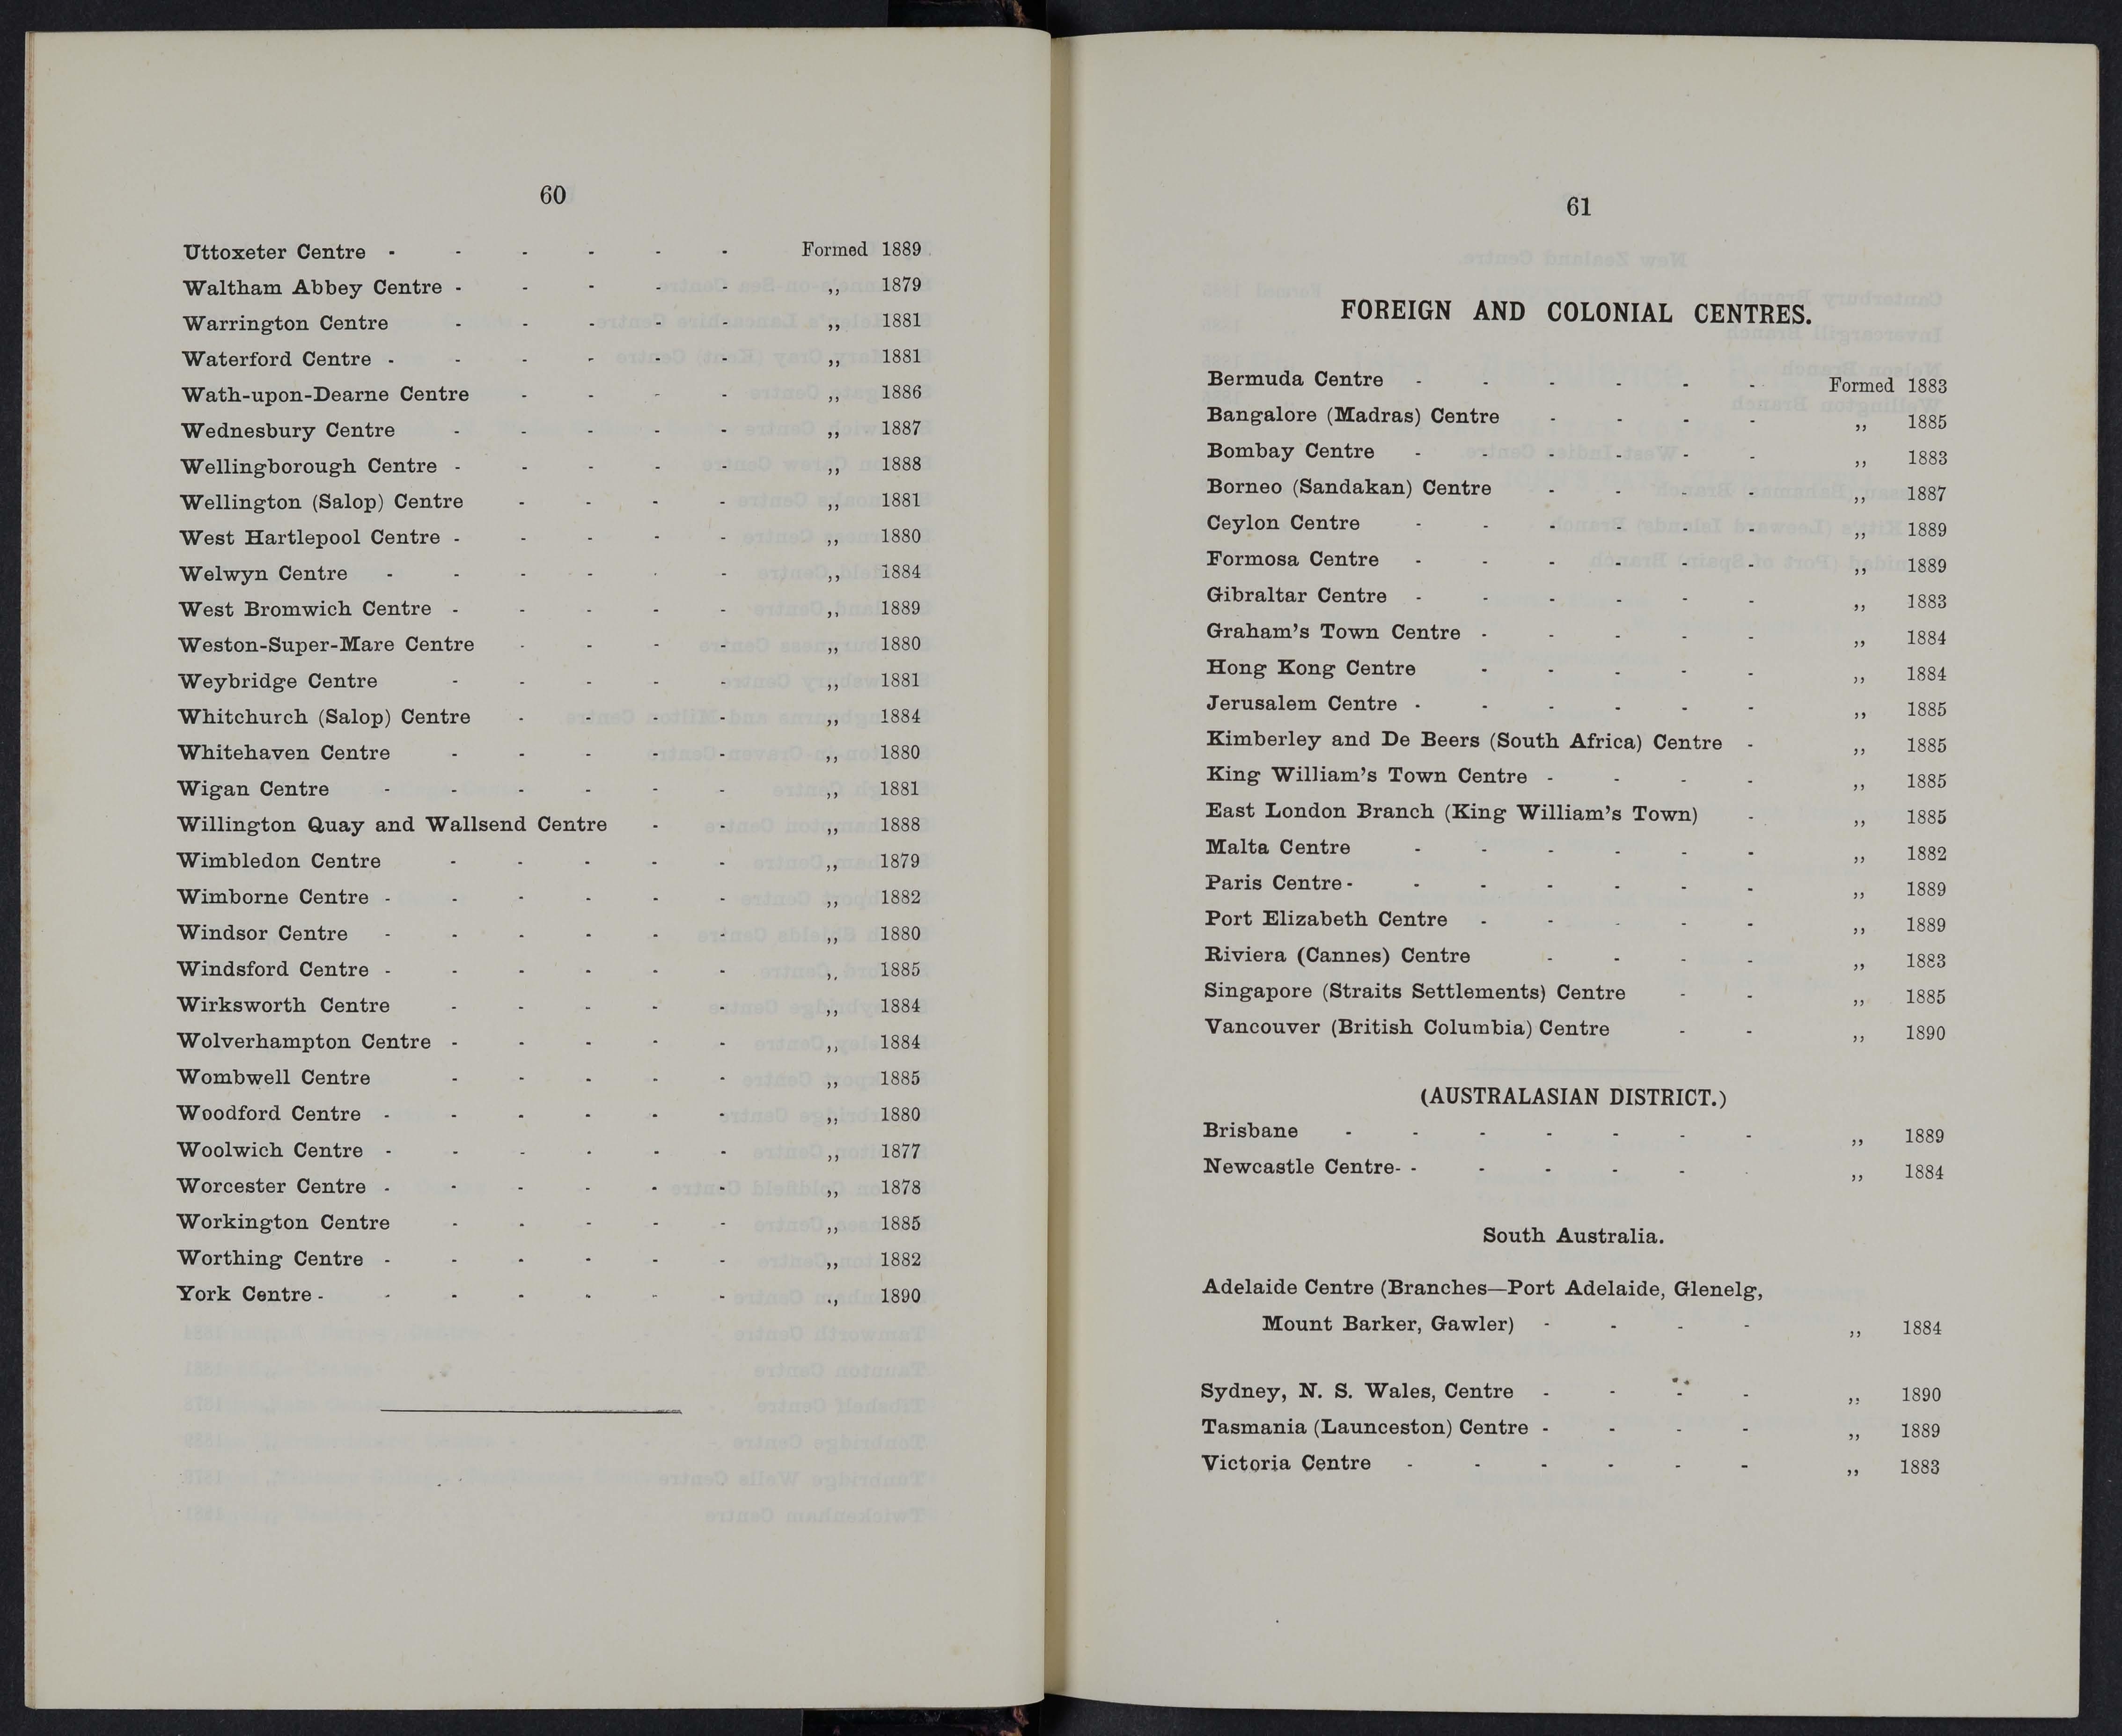 60
Uttoxeter Centre - - - - - - Formed 1889
Waltham Abbey Centre - - - - - ,, 1879
Warrington Centre - - - - - ,, 1881
Waterford Centre - - - - - - ,, 1881
Wath-upon-Dearne Centre - - - - ,, 1886
Wednesbury Centre - - - - - ,, 1887
Wellingborough Centre - - - - - ,, 1888
Wellington (Salop) Centre - - - - ,, 1881
West Hartlepool Centre - - - - - ,, 1880
Welwyn Centre - - - - - - ,, 1884
West Bromwich Centre - - - - - ,, 1889
Weston-Super-Mare Centre - - - - ,, 1880
Weybridge Centre - - - - - ,, 1881
Whitchurch (Salop) Centre - - - - ,, 1884
Whitehaven Centre - - - - - ,, 1880
Wigan Centre - - - - - - ,, 1881
Willington Quay and Wallsend Centre - - ,, 1888
Wimbledon Centre - - - - - ,, 1879
Wimborne Centre - - - - - - ,, 1882
Windsor Centre - - - - - - ,, 1880
Windsford Centre - - - - - - ,, 1885
Wirksworth Centre - - - - - ,, 1884
Wolverhampton Centre - - - - - ,, 1884
Wombwell Centre - - - - - ,, 1885
Woodford Centre - - - - - - ,, 1880
Woolwich Centre - - - - - - ,, 1877
Worcester Centre - - - - - - ,, 1878
Workington Centre - - - - - ,, 1885
Worthing Centre - - - - - - ,, 1882
York Centre - - - - - - - ,, 1890
61
FOREIGN AND COLONIAL CENTRES.
Bermuda Centre - - - - - - Formed 1883
Bangalore (Madras) Centre - - - - ,, 1885
Bombay Centre - - - - - - ,, 1883
Borneo (Sandakan) Centre - - - - ,, 1887
Ceylon Centre - - - - - - ,, 1889
Formosa Centre - - - - - - ,, 1889
Gibraltar Centre - - - - - - ,, 1883
Graham's Town Centre - - - - - ,, 1884
Hong Kong Centre - - - - - ,, 1884
Jerusalem Centre - - - - - - ,, 1885
Kimberley and De Beers (South Africa) Centre - ,, 1885
King William's Town Centre - - - - ,, 1885
East London Branch (King William's Town) - ,, 1885
Malta Centre - - - - - - ,, 1882
Paris Centre - - - - - - - ,, 1889
Port Elizabeth Centre - - - - - ,, 1889
Riviera (Cannes) Centre - - - - ,, 1883
Singapore (Straits Settlements) Centre - - ,, 1885
Vancouver (British Columbia) Centre - - ,, 1890
(AUSTRALASIAN DISTRICT.)
Brisbane - - - - - - - ,, 1889
Newcastle Centre- - - - - - ,, 1884
South Australia.
Adelaide Centre (Branches—Port Adelaide, Glenelg,
Mount Barker, Gawler) - - - - ,, 1884
Sydney, N. S. Wales, Centre - - - - ,, 1890
Tasmania (Launceston) Centre - - - - ,, 1889
Victoria Centre - - - - - - ,, 1883